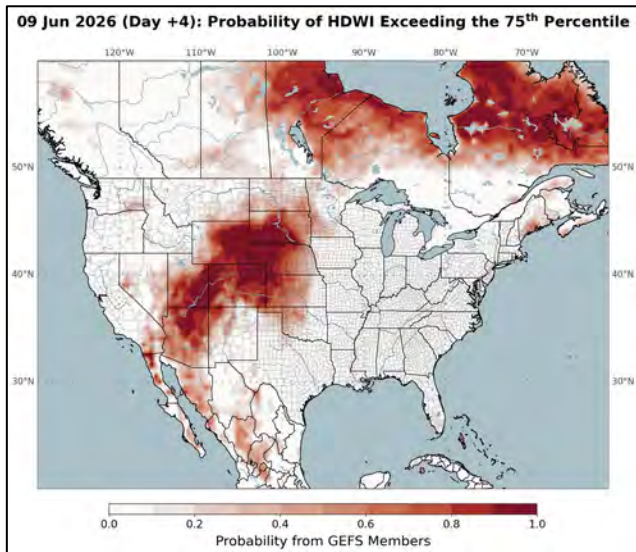 09 Jun 2026 (Day +4): Probability of HDWI Exceeding the 75th Percentile
120°W 110°W 100°W 90°W 80°W 70°W
50°N 50°N
40°N 40°N
30°N 30°N
0.0 0.2 0.4 0.6 0.8 1.0
Probability from GEFS Members